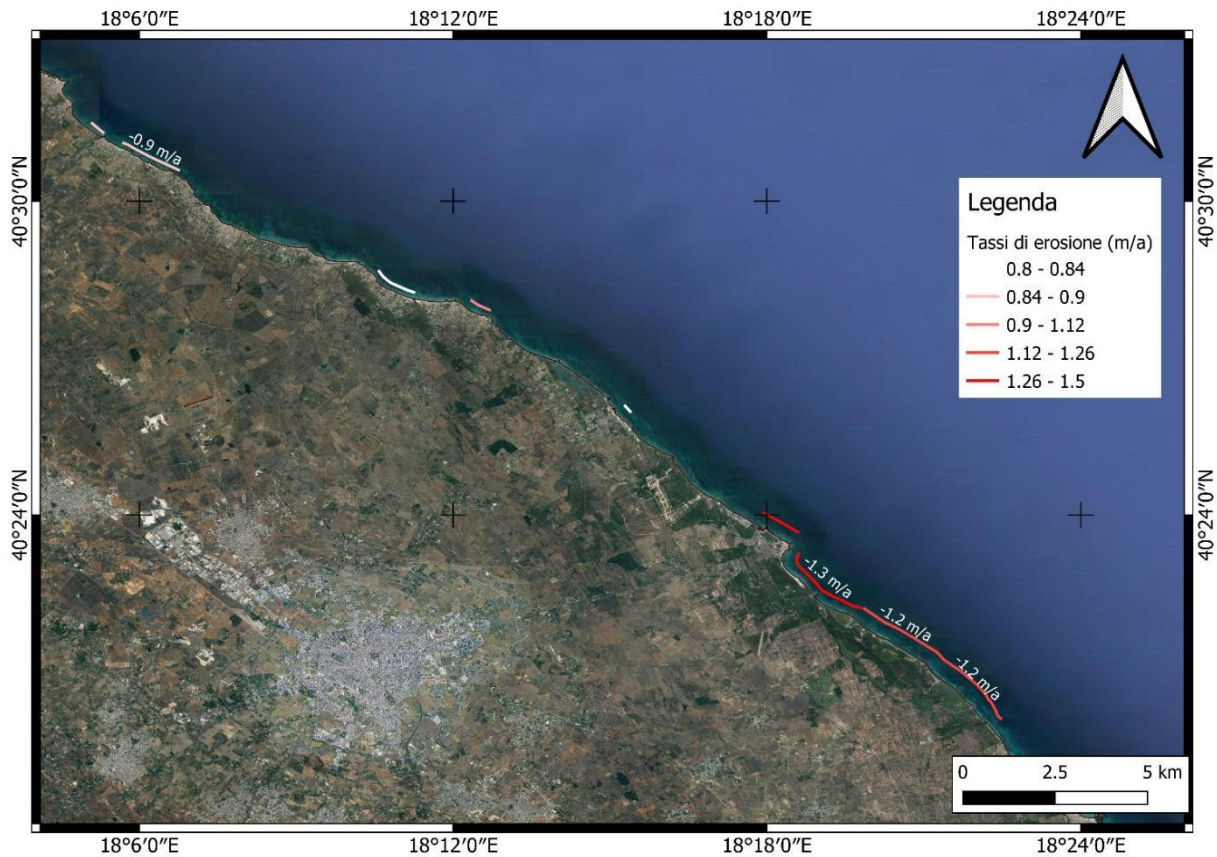 18°6′0″E 18°12′0″E 18°18′0″E 18°24′0″E
-0.9 m/a
40°30′0″N 40°30′0″N
Legenda
Tassi di erosione (m/a)
0.8 - 0.84
0.84 - 0.9
0.9 - 1.12
1.12 - 1.26
1.26 - 1.5
40°24′0″N 40°24′0″N
-1.3 m/a
-1.2 m/a
-1.2 m/a
0 2.5 5 km
18°6′0″E 18°12′0″E 18°18′0″E 18°24′0″E